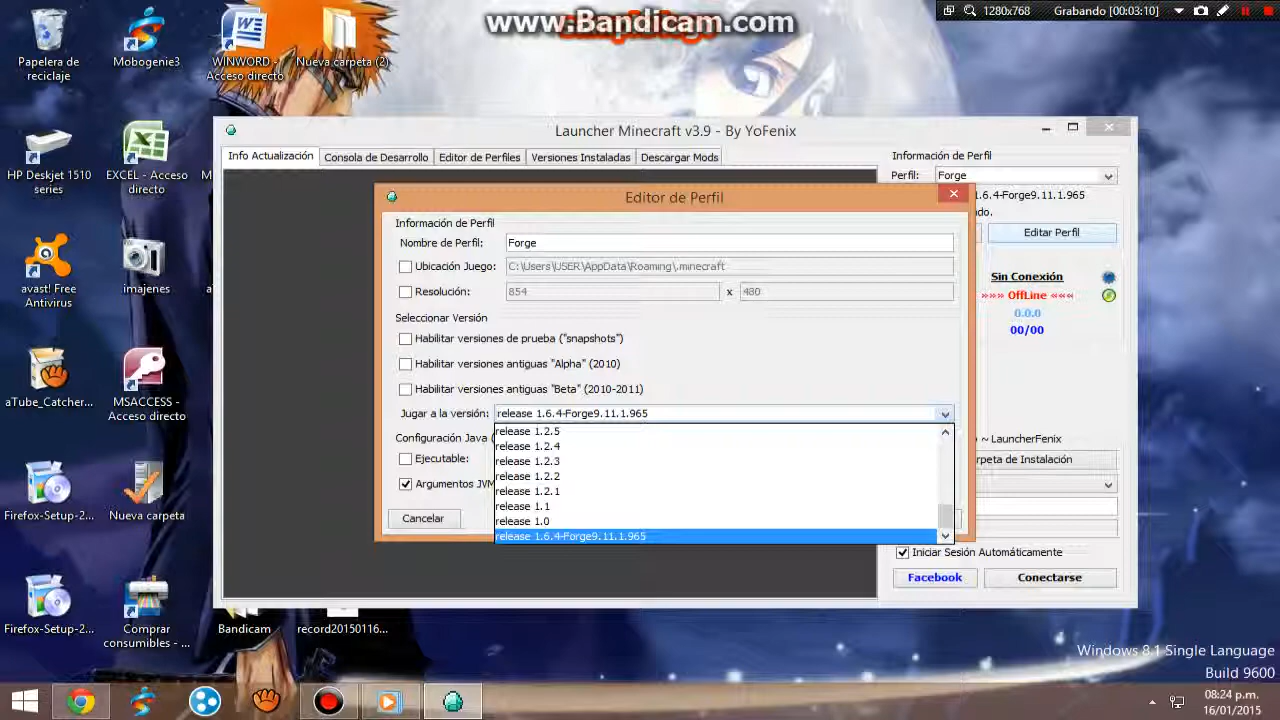 www.Bandicam.com
1280x768
Grabando [00:03:10]
Papelera de
reciclaje
Mobogenie3
WINWORD -
Acceso directo
Nueva carpeta (2)
HP Deskjet 1510
series
EXCEL - Acceso
directo
avast! Free
Antivirus
imajenes
aTube_Catcher...
MSACCESS -
Acceso directo
Firefox-Setup-2...
Nueva carpeta
Firefox-Setup-2...
Comprar
consumibles - ...
Bandicam
record20150116...
Launcher Minecraft v3.9 - By YoFenix
Info Actualización
Consola de Desarrollo
Editor de Perfiles
Versiones Instaladas
Descargar Mods
Información de Perfil
Perfil:
Forge
.6.4-Forge9.11.1.965
do.
Editar Perfil
Sin Conexión
»»» OffLine «««
0.0.0
00/00
~ LauncherFenix
rpeta de Instalación
Iniciar Sesión Automáticamente
Facebook
Conectarse
Editor de Perfil
Información de Perfil
Nombre de Perfil:
Forge
Ubicación Juego:
C:\Users\USER\AppData\Roaming\.minecraft
Resolución:
854
x
480
Seleccionar Versión
Habilitar versiones de prueba ("snapshots")
Habilitar versiones antiguas "Alpha" (2010)
Habilitar versiones antiguas "Beta" (2010-2011)
Jugar a la versión:
release 1.6.4-Forge9.11.1.965
release 1.2.5
release 1.2.4
release 1.2.3
release 1.2.2
release 1.2.1
release 1.1
release 1.0
release 1.6.4-Forge9.11.1.965
Configuración Java (
Ejecutable:
Argumentos JVM
Cancelar
Windows 8.1 Single Language
Build 9600
08:24 p.m.
16/01/2015